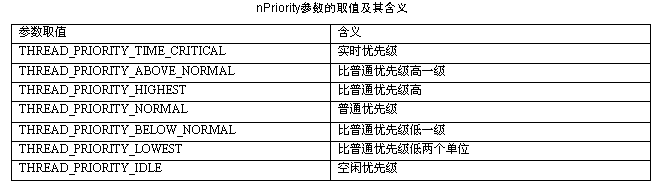 nPriority参数的取值及其含义
参数取值 含义
THREAD_PRIORITY_TIME_CRITICAL 实时优先级
THREAD_PRIORITY_ABOVE_NORMAL 比普通优先级高一级
THREAD_PRIORITY_HIGHEST 比普通优先级高
THREAD_PRIORITY_NORMAL 普通优先级
THREAD_PRIORITY_BELOW_NORMAL 比普通优先级低一级
THREAD_PRIORITY_LOWEST 比普通优先级低两个单位
THREAD_PRIORITY_IDLE 空闲优先级